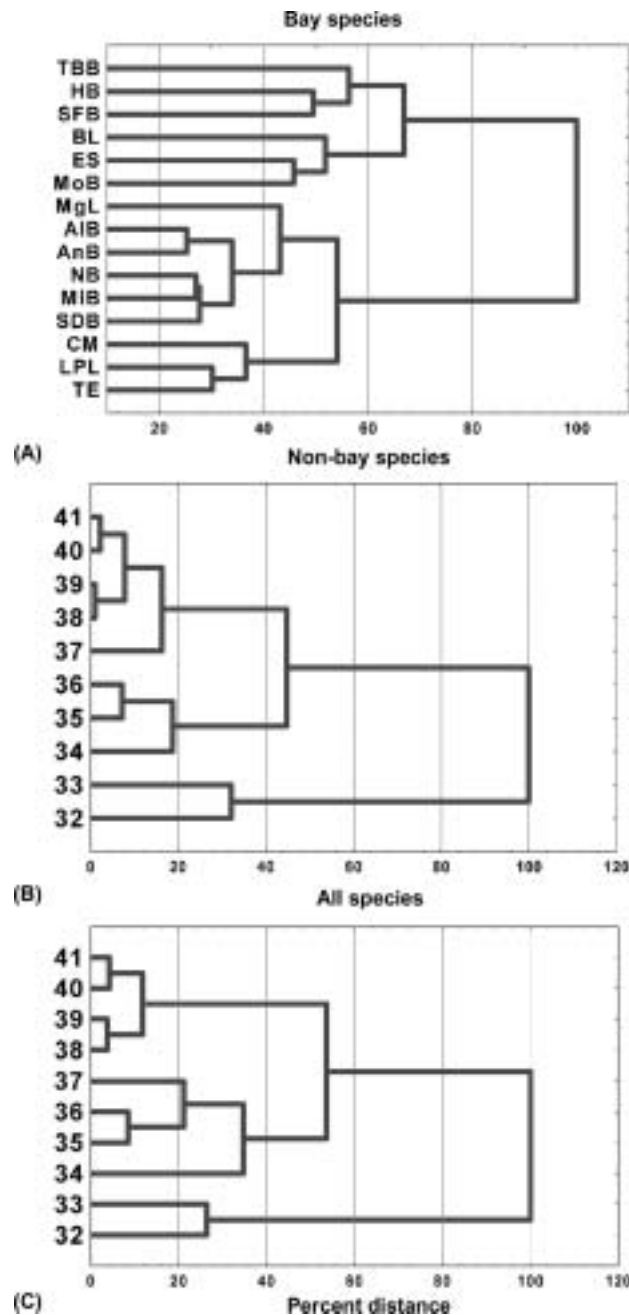 Bay species
TBB
HB
SFB
BL
ES
MoB
MgL
AlB
AnB
NB
MIB
SDB
CM
LPL
TE
20 40 60 80 100
(A)
Non-bay species
41
40
39
38
37
36
35
34
33
32
0 20 40 60 80 100 120
(B)
All species
41
40
39
38
37
36
35
34
33
32
0 20 40 60 80 100 120
(C)
Percent distance